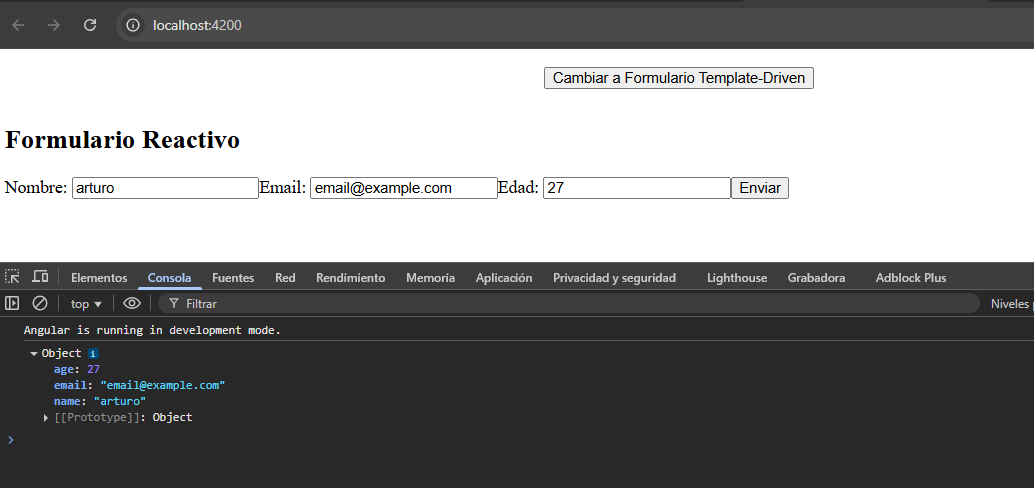 localhost:4200
Cambiar a Formulario Template-Driven
Formulario Reactivo
Nombre: arturo Email: email@example.com Edad: 27 Enviar
Elementos Consola Fuentes Red Rendimiento Memoria Aplicación Privacidad y seguridad Lighthouse Grabadora Adblock Plus
top ▼ Filtrar Niveles
Angular is running in development mode.
▼ Object i
age: 27
email: "email@example.com"
name: "arturo"
▶ [[Prototype]]: Object
>